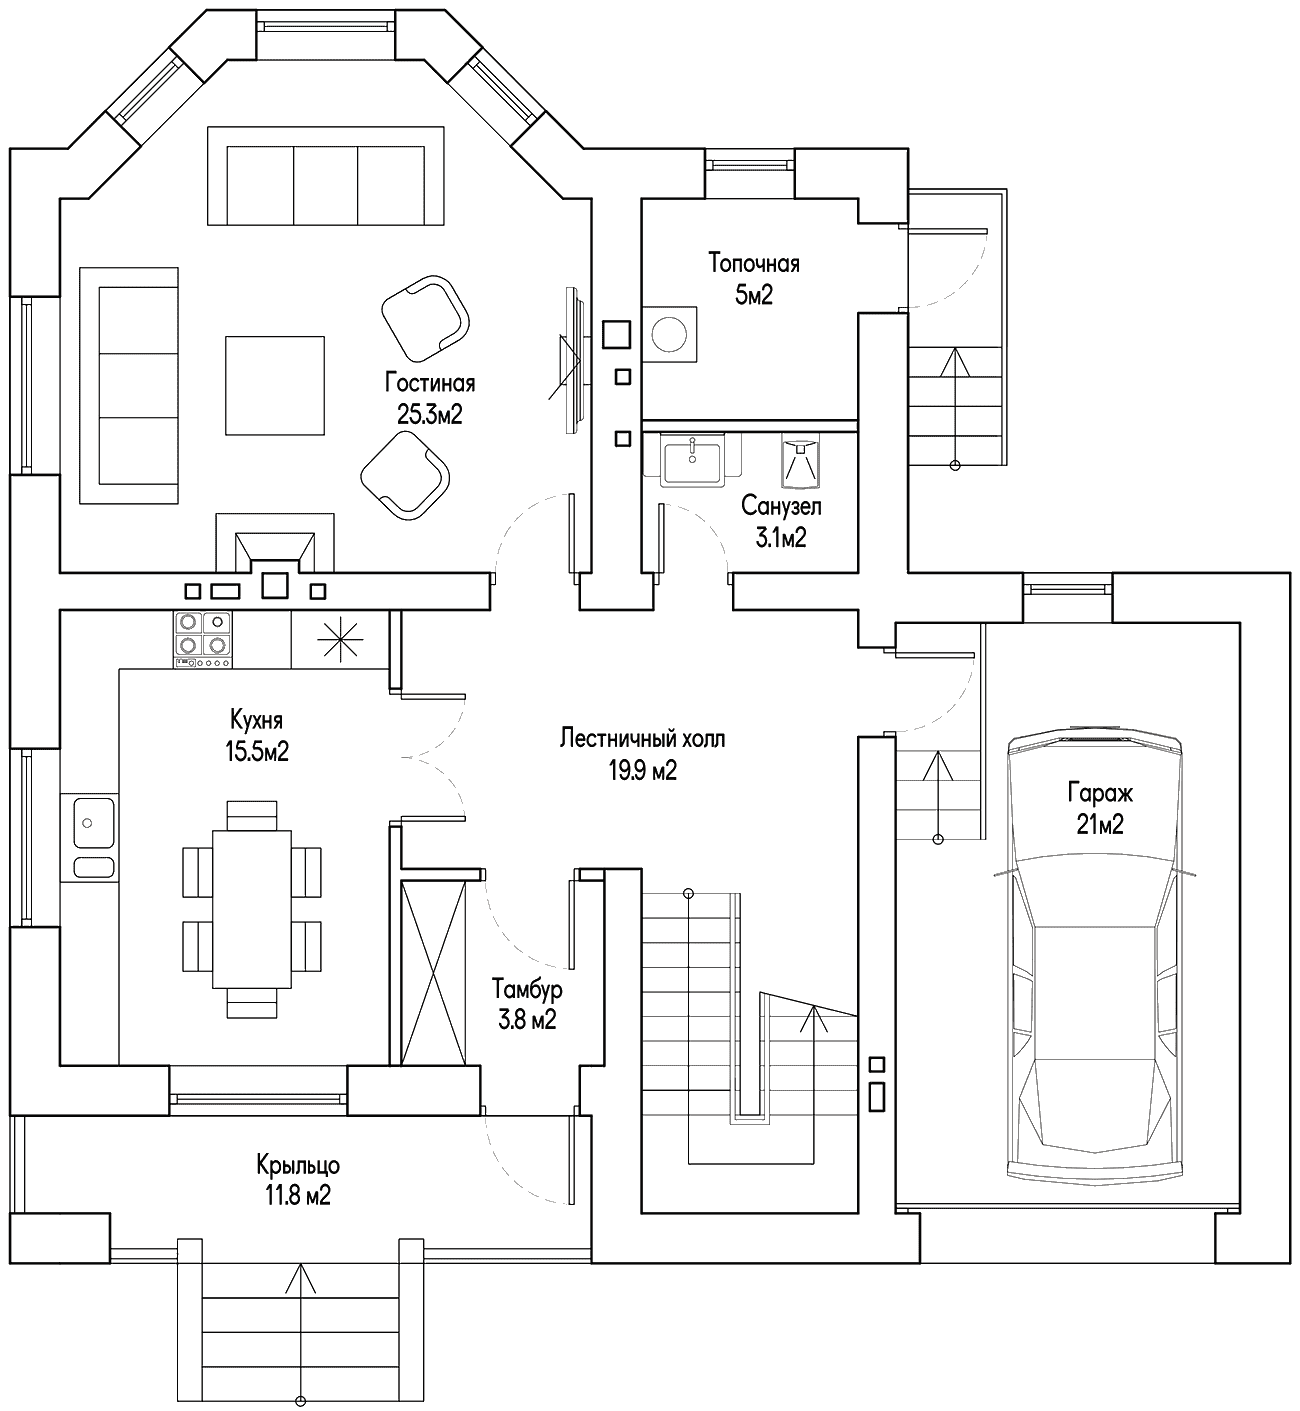 Топочная
5м2
Гостиная
25.3м2
Санузел
3.1м2
Кухня
15.5м2
Лестничный холл
19.9 м2
Гараж
21м2
Тамбур
3.8 м2
Крыльцо
11.8 м2